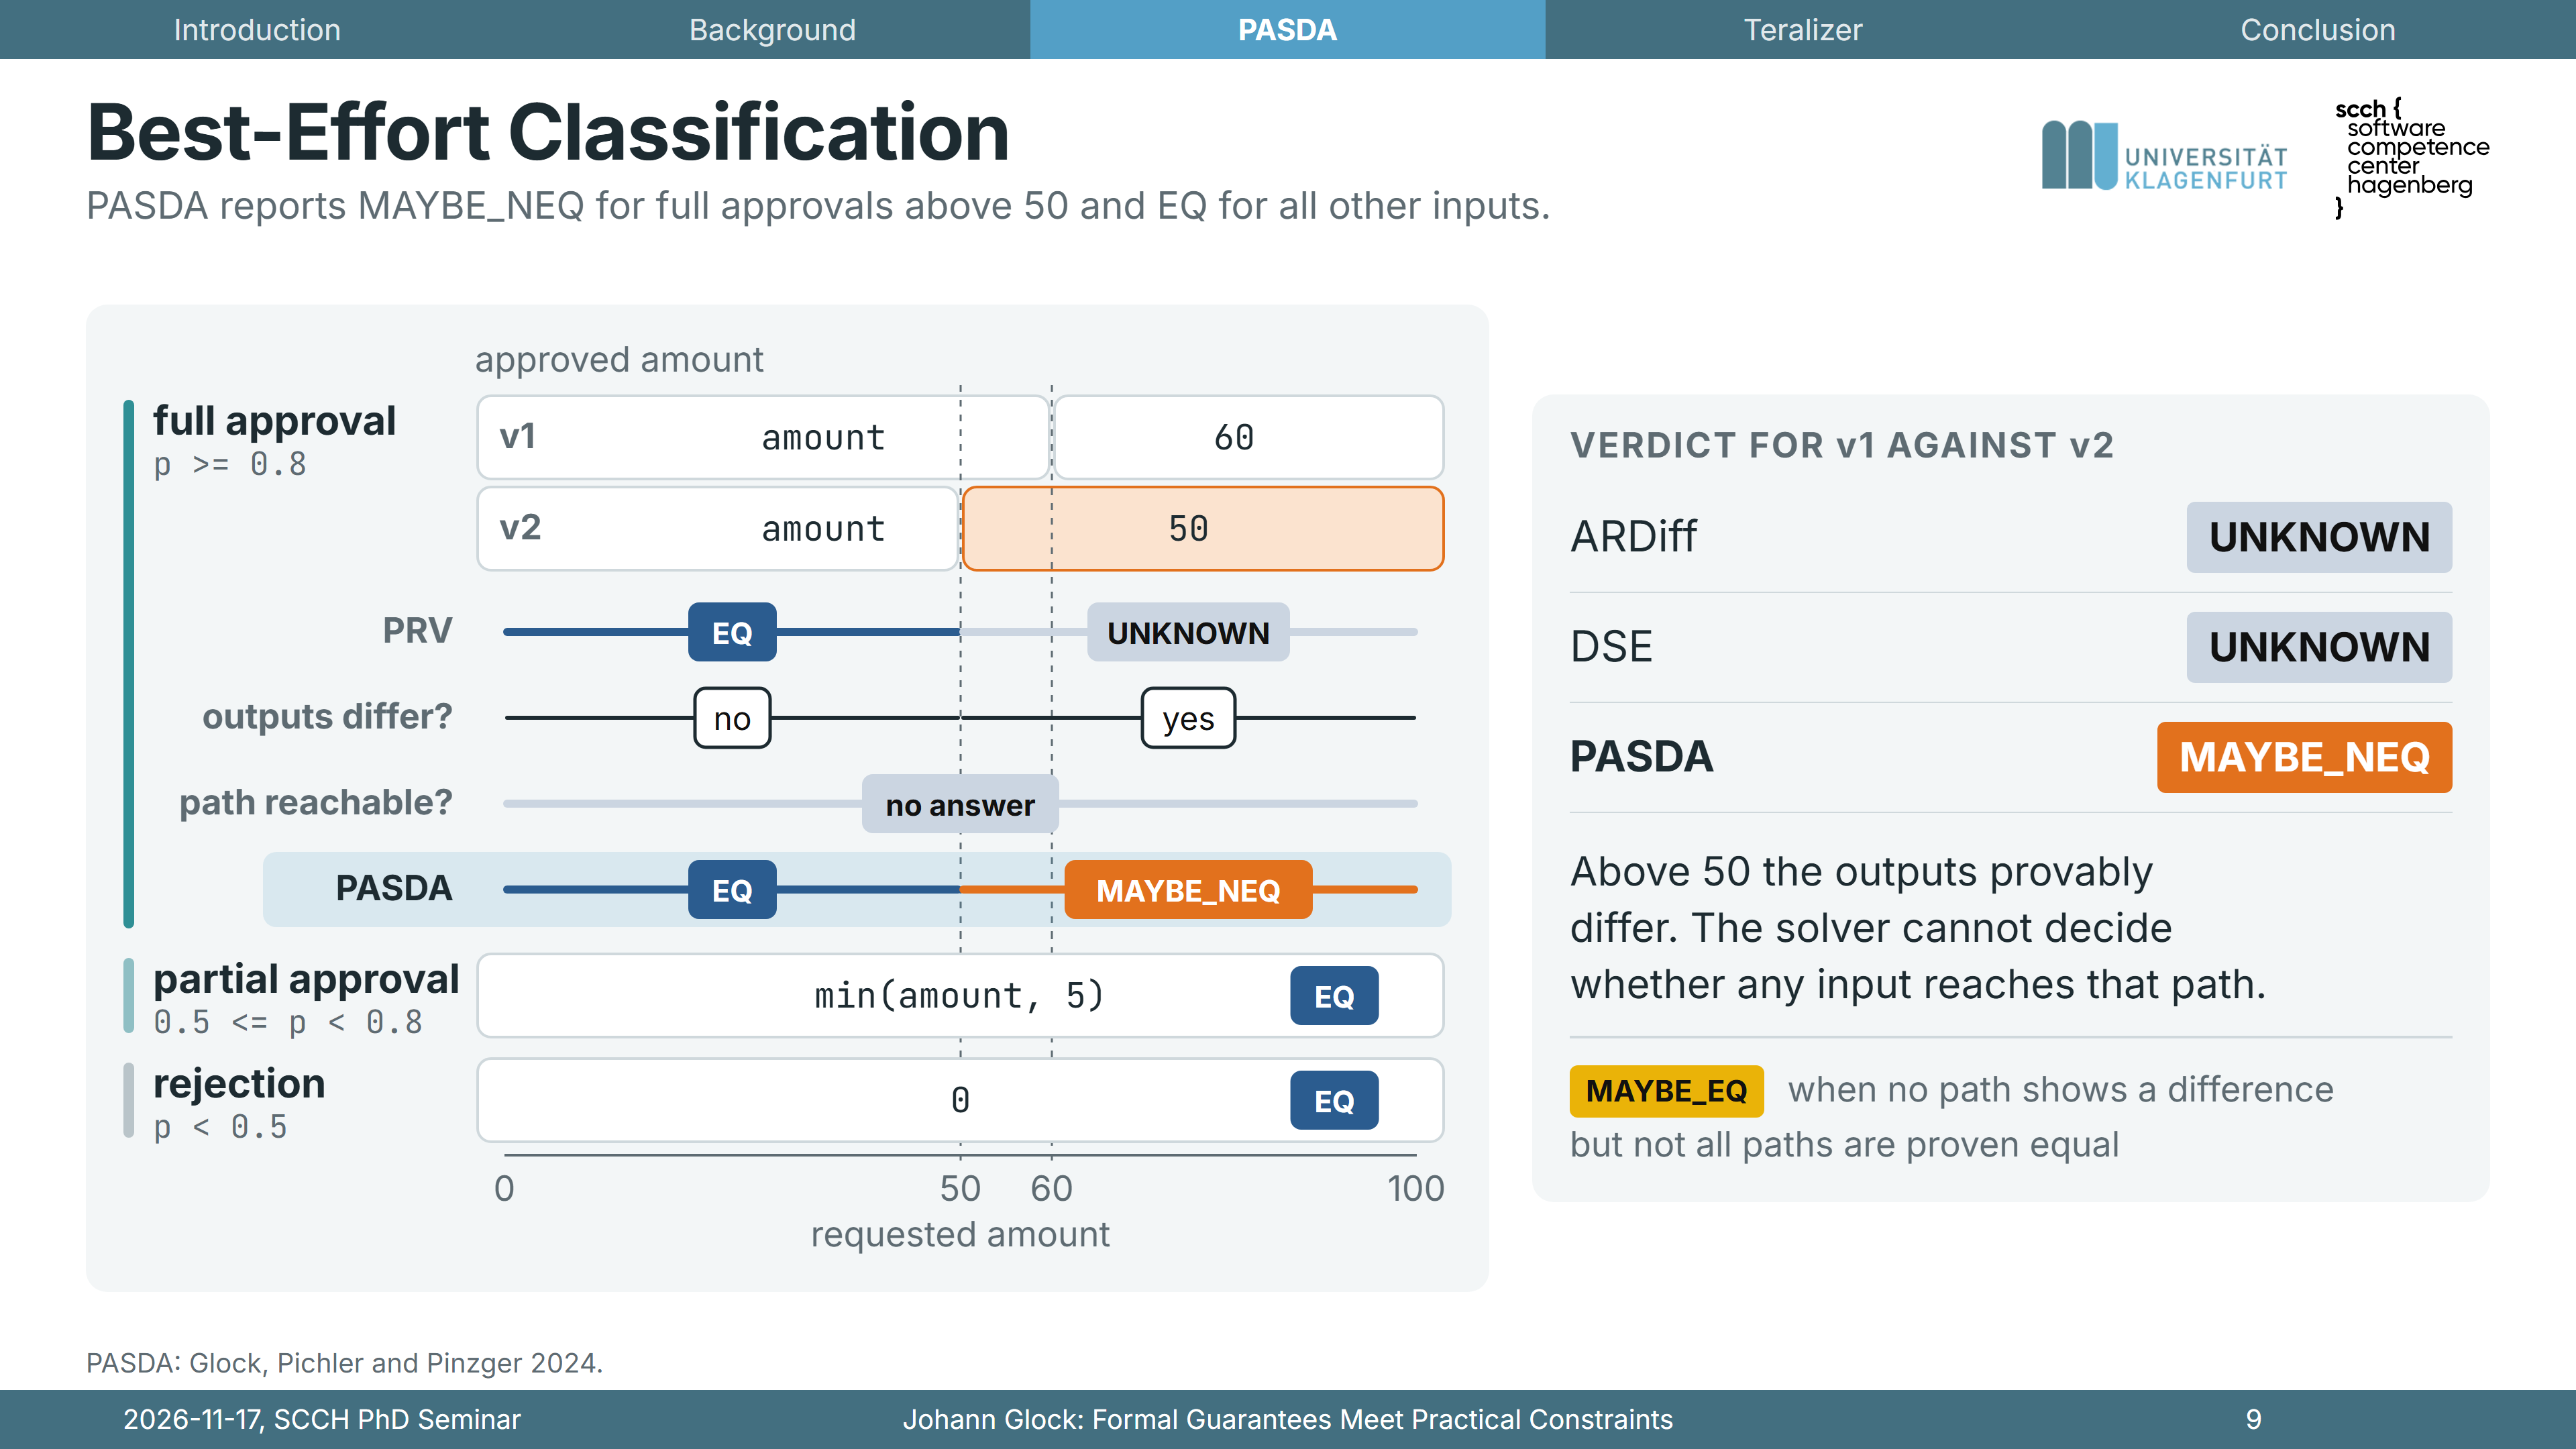 Introduction
Background
PASDA
Teralizer
Conclusion
Best-Effort Classification
PASDA reports MAYBE_NEQ for full approvals above 50 and EQ for all other inputs.
UNIVERSITÄT
KLAGENFURT
scch {
software
competence
center
hagenberg
}
approved amount
full approval
p >= 0.8
v1 amount 60
v2 amount 50
PRV EQ UNKNOWN
outputs differ? no yes
path reachable? no answer
PASDA EQ MAYBE_NEQ
partial approval
0.5 <= p < 0.8
min(amount, 5) EQ
rejection
p < 0.5
0 EQ
0 50 60 100
requested amount
VERDICT FOR v1 AGAINST v2
ARDiff UNKNOWN
DSE UNKNOWN
PASDA MAYBE_NEQ
Above 50 the outputs provably
differ. The solver cannot decide
whether any input reaches that path.
MAYBE_EQ when no path shows a difference
but not all paths are proven equal
PASDA: Glock, Pichler and Pinzger 2024.
2026-11-17, SCCH PhD Seminar
Johann Glock: Formal Guarantees Meet Practical Constraints
9